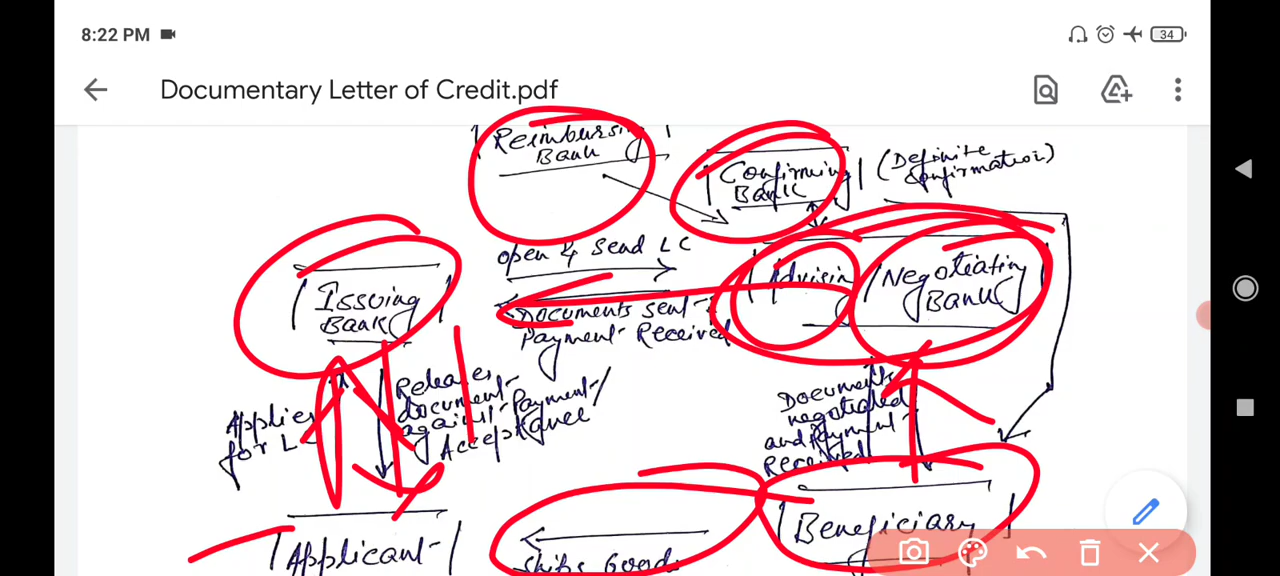 8:22 PM
34
Documentary Letter of Credit.pdf
Reimbursing
Bank
Confirming
Bank
(Definite
confirmation)
open & send LC
Advising
Negotiating
Bank
Issuing
Bank
Documents sent
Payment Received
Applies
for LC
Releases
document
against Payment/
Acceptance
Documents
negotiated
and Payment
Received
Applicant
Ships Goods
Beneficiary